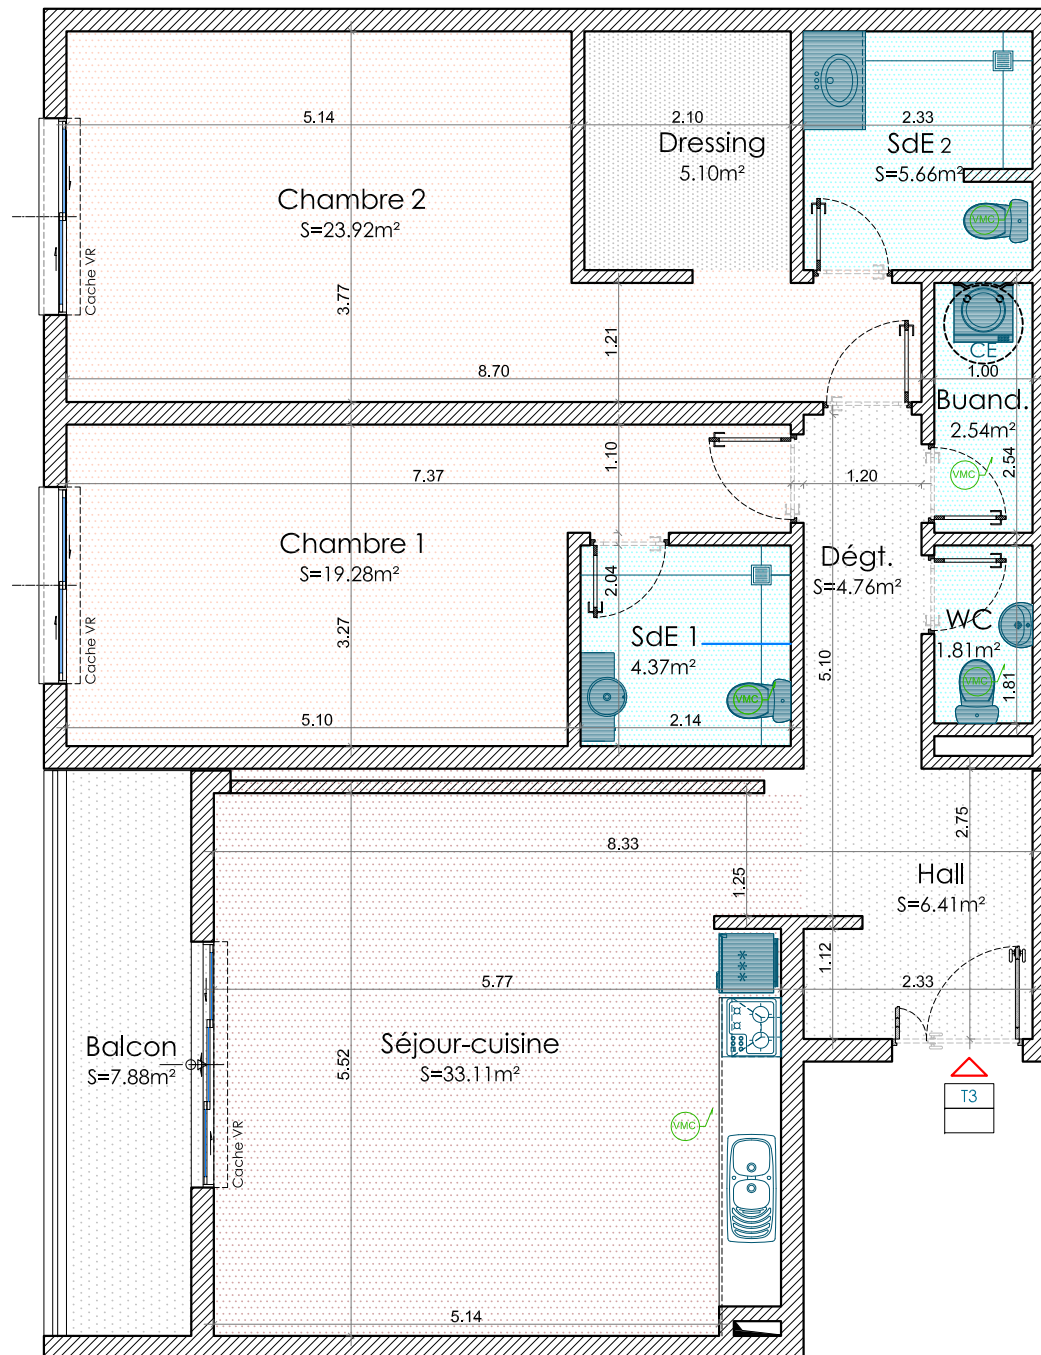 5.14
2.10
2.33
Dressing
5.10m²
SdE 2
S=5.66m²
Chambre 2
S=23.92m²
VMC
Cache VR
3.77
1.21
CE
8.70
1.00
Buand.
2.54m²
2.54
1.10
VMC
7.37
1.20
Chambre 1
S=19.28m²
Dégt.
S=4.76m²
2.04
WC
1.81m²
SdE 1
4.37m²
Cache VR
3.27
5.10
VMC
1.81
VMC
5.10
2.14
2.75
8.33
Hall
S=6.41m²
1.25
1.12
5.77
2.33
Balcon
S=7.88m²
5.52
Séjour-cuisine
S=33.11m²
T3
VMC
Cache VR
5.14